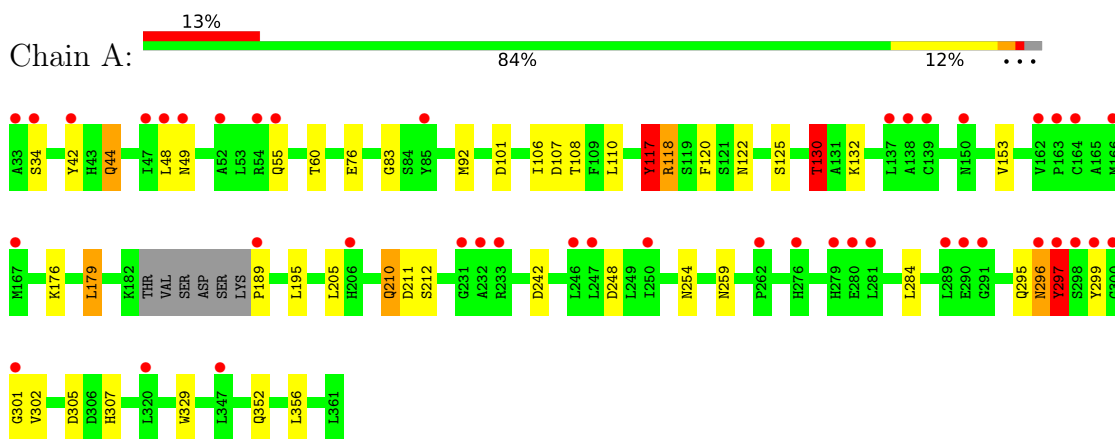 13%
Chain A:
84%
12%
A33 S34 Y42 H43 Q44 I47 L48 N49 A52 L53 R54 Q55 T60 E76 G83 S84 Y85 M92 D101 I106 D107 T108 F109 L110 Y117 R118 S119 F120 S121 N122 S125 T130 A131 K132 L137 A138 C139 N150 V153 V162 P163 C164 A165 M166
M167 K176 L179 K182 THR VAL SER ASP SER LYS P189 L195 L205 H206 Q210 D211 S212 G231 A232 R233 D242 L246 L247 D248 L249 I250 N254 N259 P262 H276 H279 E280 L281 L284 L289 E290 G291 Q295 N296 Y297 S298 Y299
G301 V302 D305 D306 H307 L320 W329 L347 Q352 L356 L361